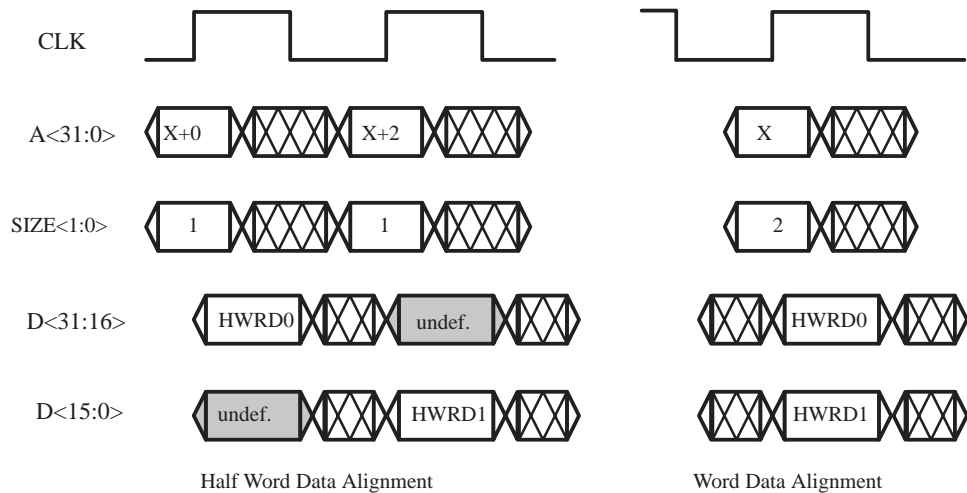 CLK
A<31:0> X+0 X+2 X
SIZE<1:0> 1 1 2
D<31:16> HWRD0 undef. HWRD0
D<15:0> undef. HWRD1 HWRD1
Half Word Data Alignment Word Data Alignment